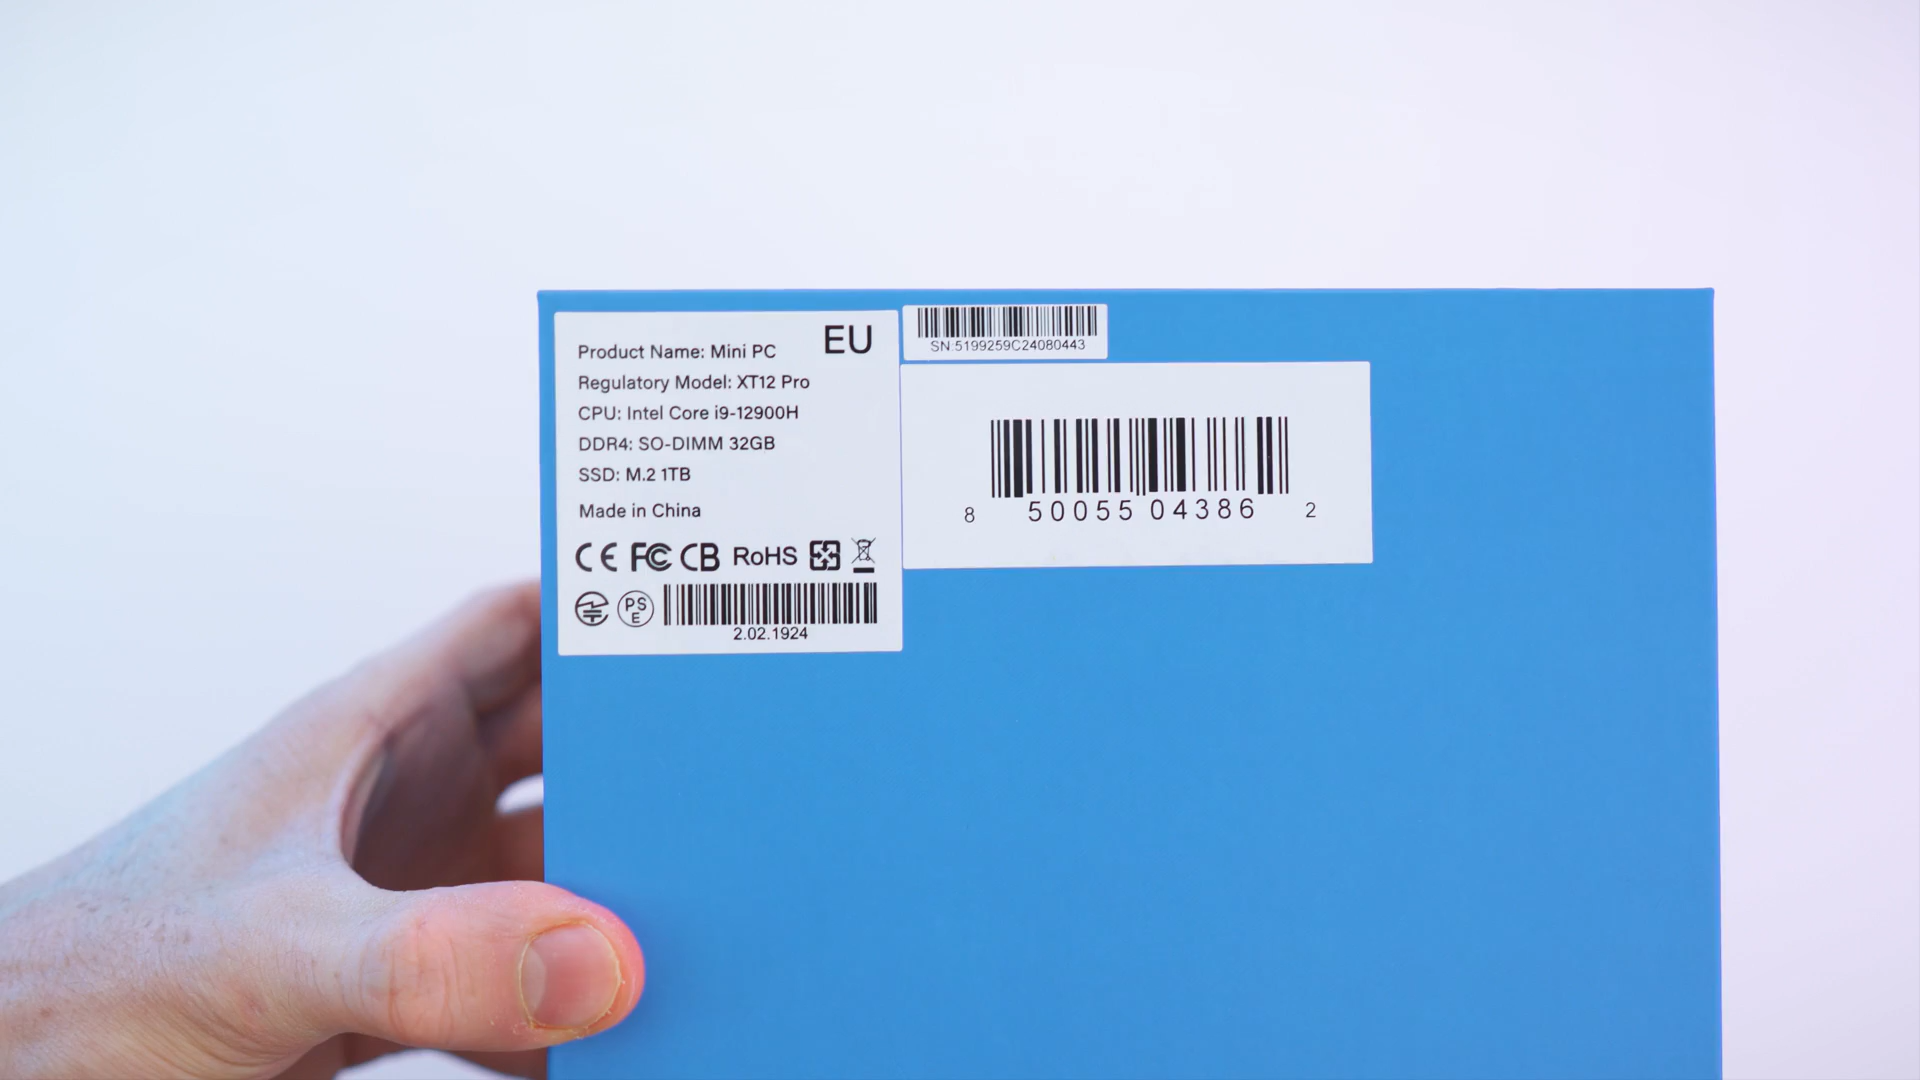 EU
Product Name: Mini PC
Regulatory Model: XT12 Pro
CPU: Intel Core i9-12900H
DDR4: SO-DIMM 32GB
SSD: M.2 1TB
Made in China
CE FC CB RoHS
PS
E
2.02.1924
SN:5199259C24080443
8 50055 04386 2